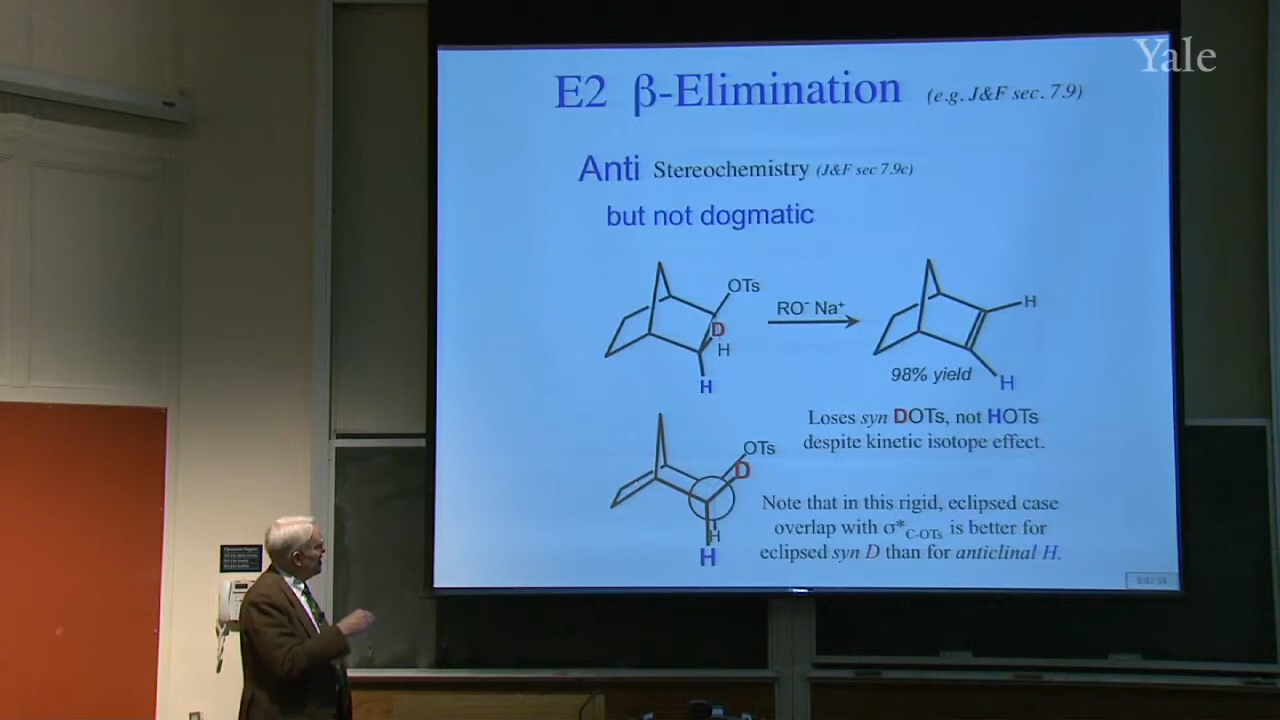 Yale
E2 β-Elimination (e.g. J&F sec. 7.9)
Anti Stereochemistry (J&F sec 7.9c)
but not dogmatic
OTs
D
H
H
RO⁻ Na⁺
H
H
98% yield
Loses syn DOTs, not HOTs
despite kinetic isotope effect.
OTs
D
H
H
Note that in this rigid, eclipsed case
overlap with σ*C-OTs is better for
eclipsed syn D than for anticlinal H.